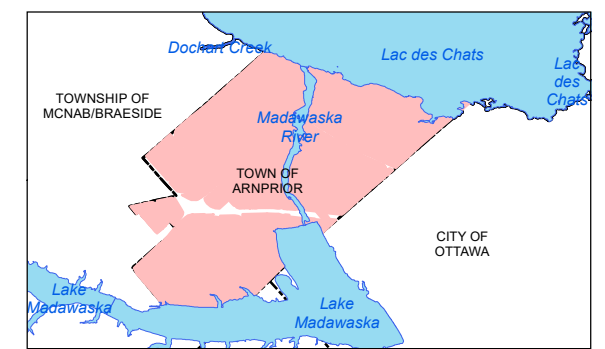 Dochart Creek
Lac des Chats
Lac
des
Chats
TOWNSHIP OF
MCNAB/BRAESIDE
Madawaska
River
TOWN OF
ARNPRIOR
CITY OF
OTTAWA
Lake
Madawaska
Lake
Madawaska